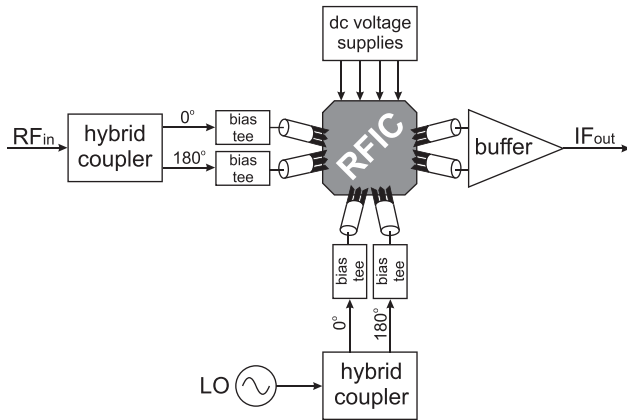 dc voltage
supplies
RFin
hybrid
coupler
0°
180°
bias
tee
bias
tee
RFIC
buffer
IFout
bias
tee
bias
tee
0°
180°
LO
hybrid
coupler